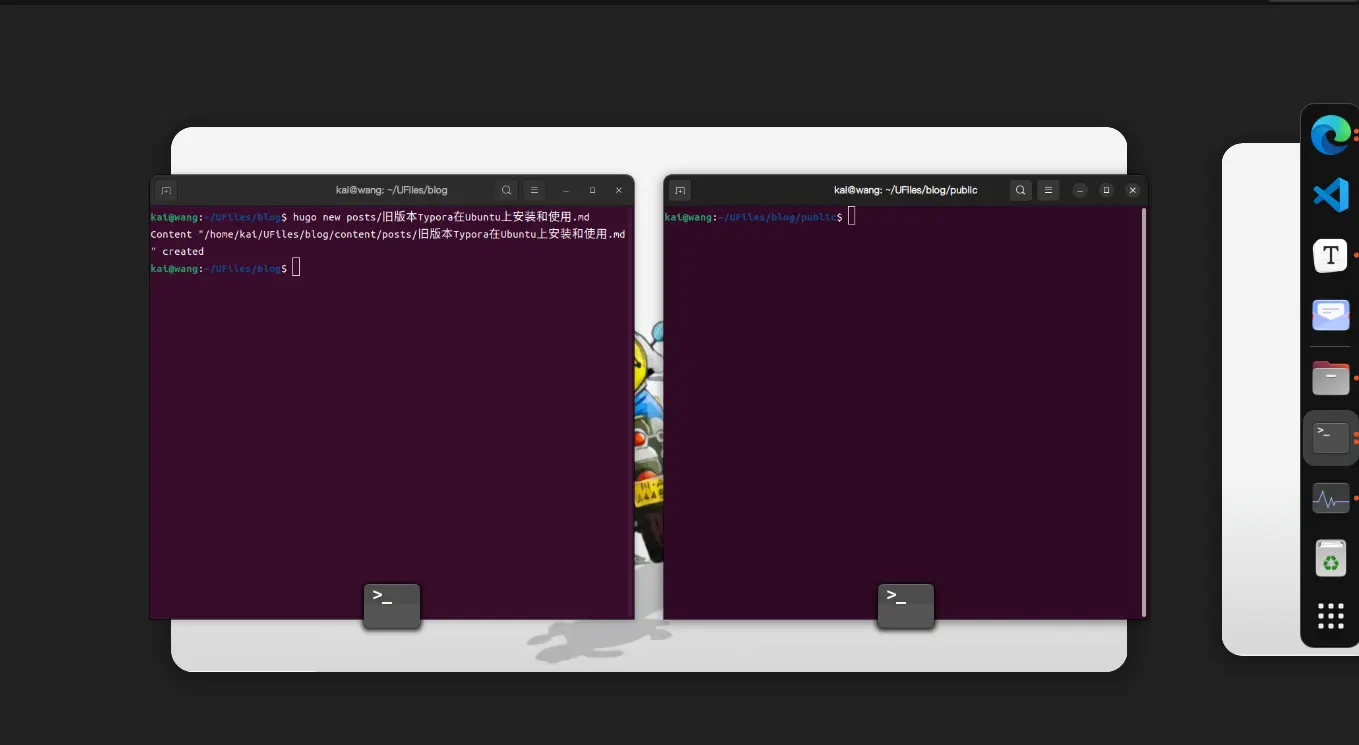 kai@wang: ~/UFiles/blog
kai@wang:~/UFiles/blog$ hugo new posts/旧版本Typora在Ubuntu上安装和使用.md
Content "/home/kai/UFiles/blog/content/posts/旧版本Typora在Ubuntu上安装和使用.md
" created
kai@wang:~/UFiles/blog$
>_
kai@wang: ~/UFiles/blog/public
kai@wang:~/UFiles/blog/public$
>_
T
>_